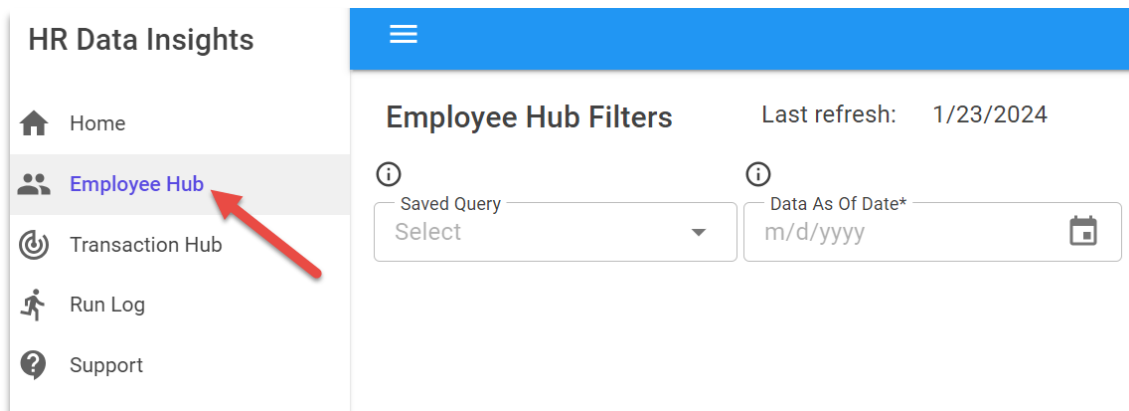 HR Data Insights
Home
Employee Hub
Transaction Hub
Run Log
Support
Employee Hub Filters
Last refresh: 1/23/2024
Saved Query
Select
Data As Of Date*
m/d/yyyy